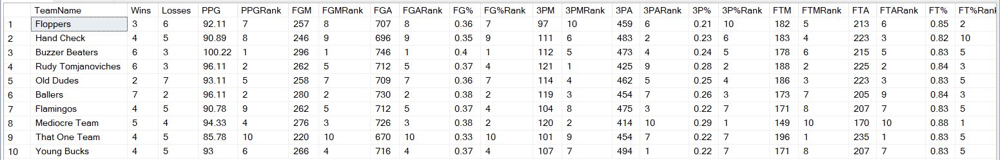 TeamName Wins Losses PPG PPGRank FGM FGMRank FGA FGARank FG% FG%Rank 3PM 3PMRank 3PA 3PARank 3P% 3P%Rank FTM FTMRank FTA FTARank FT% FT%Rank
1 Floppers 3 6 92.11 7 257 8 707 8 0.36 7 97 10 459 6 0.21 10 182 5 213 6 0.85 2
2 Hand Check 4 5 90.89 8 246 9 696 9 0.35 9 111 6 483 2 0.23 6 183 4 223 3 0.82 10
3 Buzzer Beaters 6 3 100.22 1 296 1 746 1 0.4 1 112 5 473 4 0.24 5 178 6 215 5 0.83 5
4 Rudy Tomjanoviches 6 3 96.11 2 262 5 712 5 0.37 4 121 1 425 9 0.28 2 188 2 225 2 0.84 3
5 Old Dudes 2 7 93.11 5 258 7 709 7 0.36 7 114 4 462 5 0.25 4 186 3 223 3 0.83 5
6 Ballers 7 2 96.11 2 280 2 730 2 0.38 2 119 3 454 7 0.26 3 173 7 205 9 0.84 3
7 Flamingos 4 5 90.78 9 262 5 712 5 0.37 4 104 8 475 3 0.22 7 171 8 207 7 0.83 5
8 Mediocre Team 5 4 94.33 4 276 3 726 3 0.38 2 120 2 414 10 0.29 1 149 10 170 10 0.88 1
9 That One Team 4 5 85.78 10 220 10 670 10 0.33 10 101 9 454 7 0.22 7 196 1 235 1 0.83 5
10 Young Bucks 4 5 93 6 266 4 716 4 0.37 4 107 7 494 1 0.22 7 171 8 207 7 0.83 5